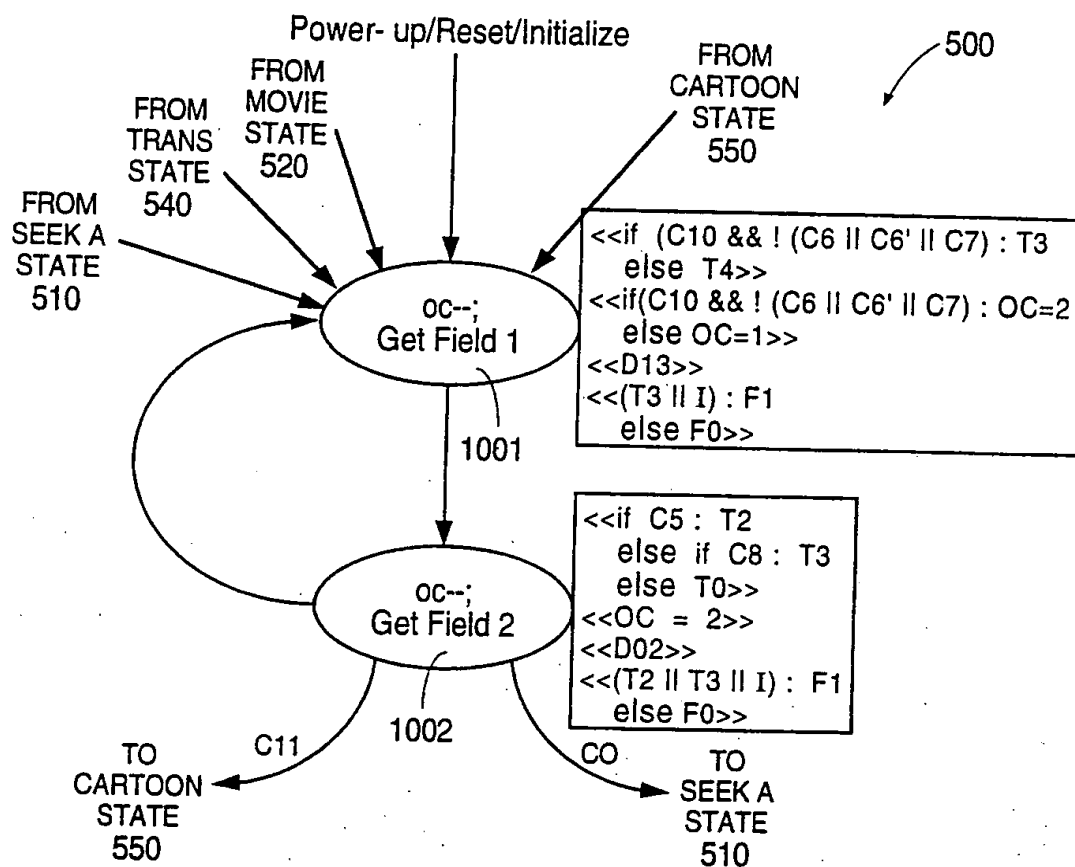 Power- up/Reset/Initialize
500
FROM
CARTOON
STATE
550
FROM
MOVIE
STATE
520
FROM
TRANS
STATE
540
FROM
SEEK A
STATE
510
oc--;
Get Field 1
1001
<<if (C10 && ! (C6 || C6' || C7) : T3
else T4>>
<<if(C10 && ! (C6 || C6' || C7) : OC=2
else OC=1>>
<<D13>>
<<(T3 || I) : F1
else F0>>
oc--;
Get Field 2
1002
<<if C5 : T2
else if C8 : T3
else T0>>
<<OC = 2>>
<<D02>>
<<(T2 || T3 || I) : F1
else F0>>
C11
TO
CARTOON
STATE
550
CO
TO
SEEK A
STATE
510